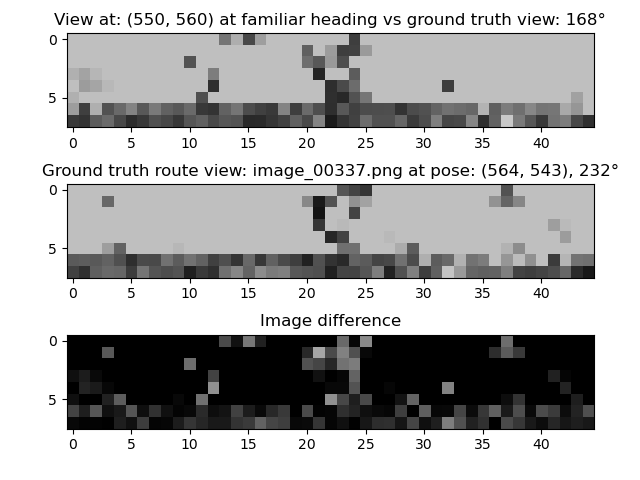 View at: (550, 560) at familiar heading vs ground truth view: 168°
0
5
0 5 10 15 20 25 30 35 40
Ground truth route view: image_00337.png at pose: (564, 543), 232°
0
5
0 5 10 15 20 25 30 35 40
Image difference
0
5
0 5 10 15 20 25 30 35 40